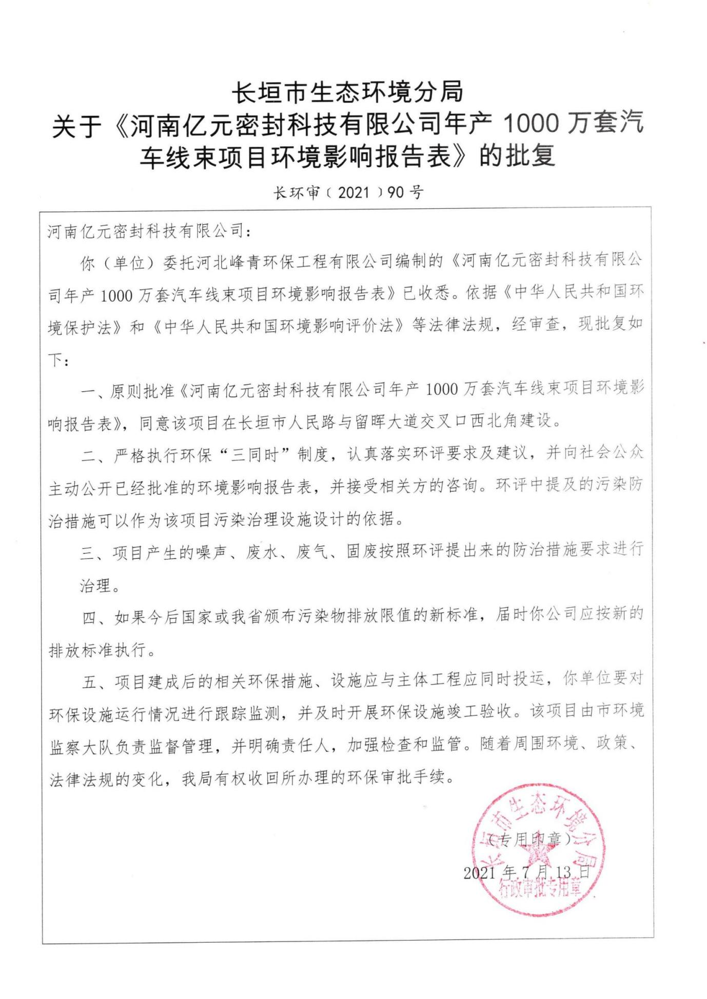 长垣市生态环境分局
关于《河南亿元密封科技有限公司年产 1000 万套汽
车线束项目环境影响报告表》的批复
长环审﹝2021﹞90 号
河南亿元密封科技有限公司：
你（单位）委托河北峰青环保工程有限公司编制的《河南亿元密封科技有限公
司年产 1000 万套汽车线束项目环境影响报告表》已收悉。依据《中华人民共和国环
境保护法》和《中华人民共和国环境影响评价法》等法律法规，经审查，现批复如
下：
一、原则批准《河南亿元密封科技有限公司年产 1000 万套汽车线束项目环境影
响报告表》，同意该项目在长垣市人民路与留晖大道交叉口西北角建设。
二、严格执行环保“三同时”制度，认真落实环评要求及建议，并向社会公众
主动公开已经批准的环境影响报告表，并接受相关方的咨询。环评中提及的污染防
治措施可以作为该项目污染治理设施设计的依据。
三、项目产生的噪声、废水、废气、固废按照环评提出来的防治措施要求进行
治理。
四、如果今后国家或我省颁布污染物排放限值的新标准，届时你公司应按新的
排放标准执行。
五、项目建成后的相关环保措施、设施应与主体工程应同时投运，你单位要对
环保设施运行情况进行跟踪监测，并及时开展环保设施竣工验收。该项目由市环境
监察大队负责监督管理，并明确责任人，加强检查和监管。随着周围环境、政策、
法律法规的变化，我局有权收回所办理的环保审批手续。
长垣市生态环境分局
（专用印章）
2021 年 7 月 13 日
行政审批专用章